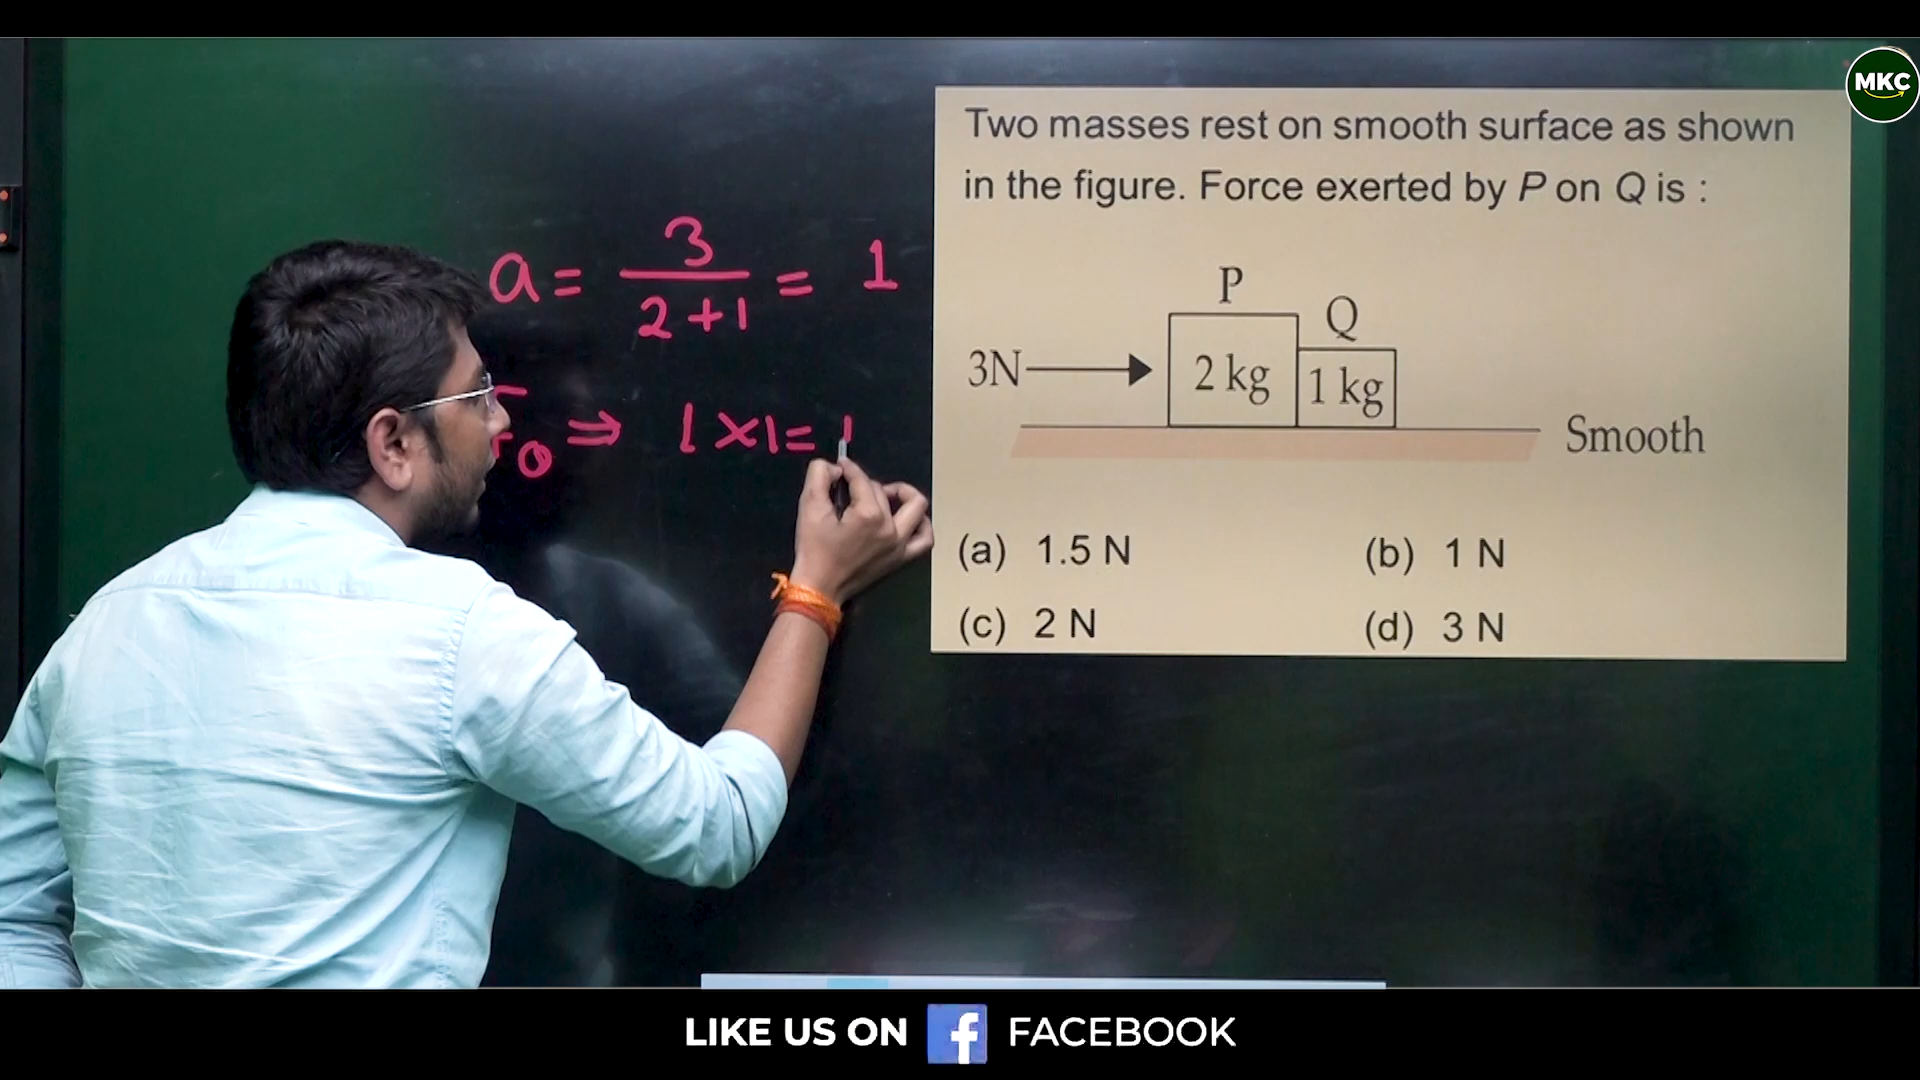 MKC
Two masses rest on smooth surface as shown
in the figure. Force exerted by P on Q is :
a = 3 / 2+1 = 1
⇒ 1 × 1 = 1
P
Q
3N
2 kg
1 kg
Smooth
(a) 1.5 N
(b) 1 N
(c) 2 N
(d) 3 N
LIKE US ON f FACEBOOK